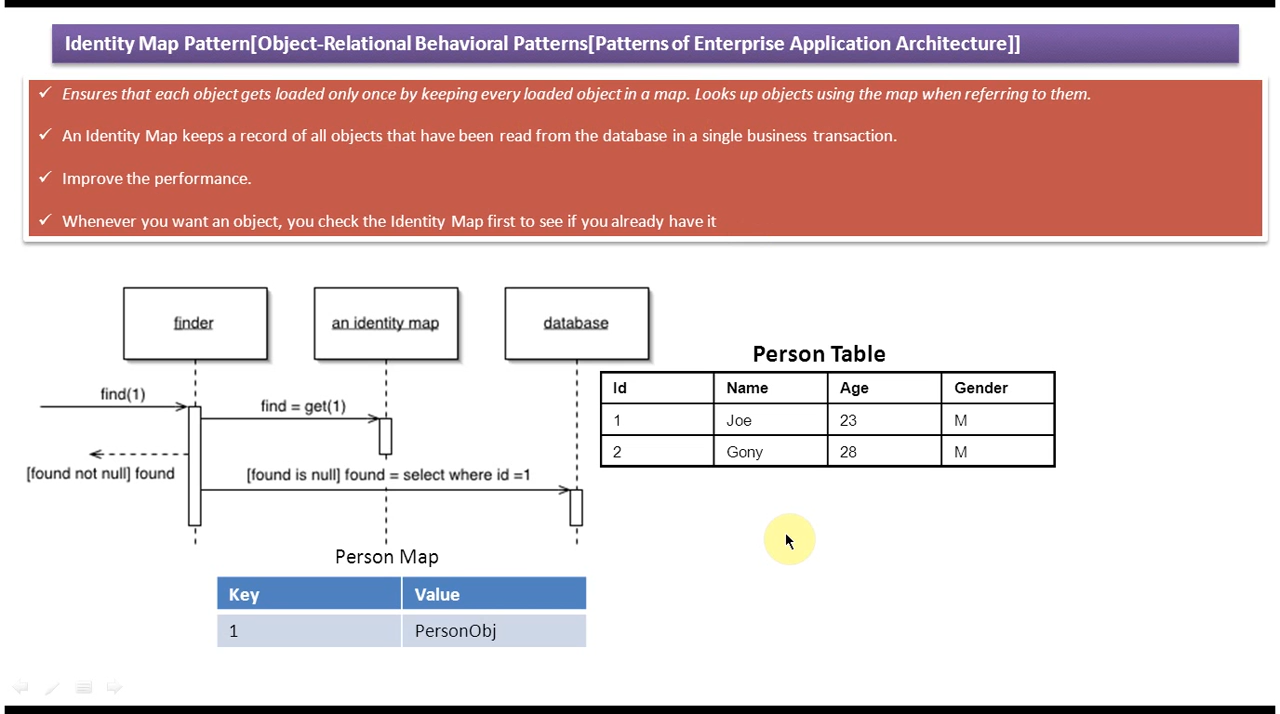 Identity Map Pattern[Object-Relational Behavioral Patterns[Patterns of Enterprise Application Architecture]]
✓ Ensures that each object gets loaded only once by keeping every loaded object in a map. Looks up objects using the map when referring to them.
✓ An Identity Map keeps a record of all objects that have been read from the database in a single business transaction.
✓ Improve the performance.
✓ Whenever you want an object, you check the Identity Map first to see if you already have it
finder
an identity map
database
find(1)
find = get(1)
[found not null] found
[found is null] found = select where id =1
Person Table
Id Name Age Gender
1 Joe 23 M
2 Gony 28 M
Person Map
Key Value
1 PersonObj